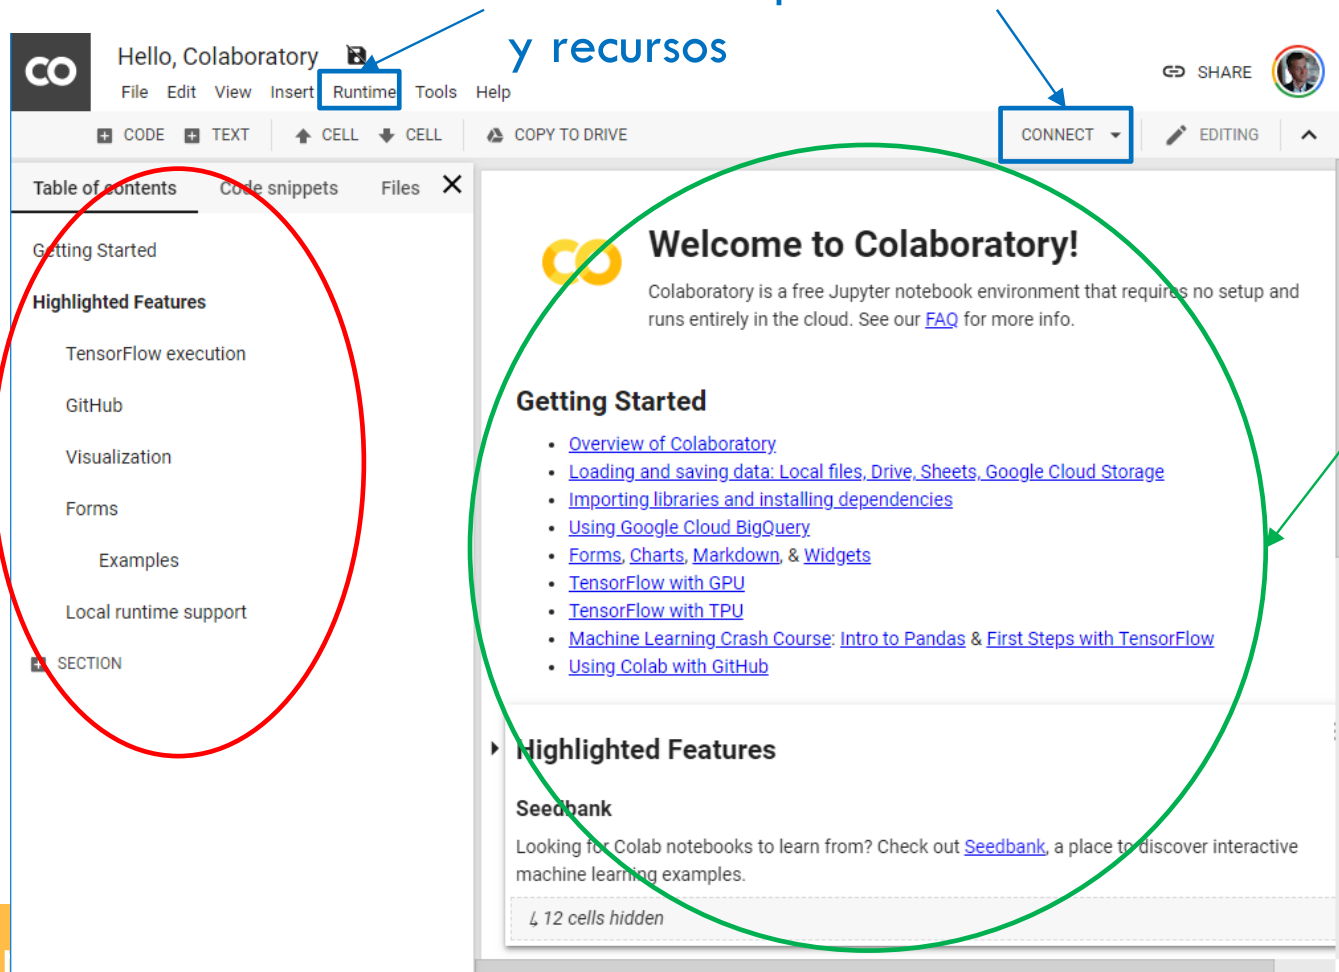 y recursos
CO
Hello, Colaboratory
File Edit View Insert Runtime Tools Help
SHARE
CODE TEXT CELL CELL COPY TO DRIVE CONNECT EDITING
Table of contents Code snippets Files
Getting Started
Highlighted Features
TensorFlow execution
GitHub
Visualization
Forms
Examples
Local runtime support
SECTION
Welcome to Colaboratory!
Colaboratory is a free Jupyter notebook environment that requires no setup and
runs entirely in the cloud. See our FAQ for more info.
Getting Started
• Overview of Colaboratory
• Loading and saving data: Local files, Drive, Sheets, Google Cloud Storage
• Importing libraries and installing dependencies
• Using Google Cloud BigQuery
• Forms, Charts, Markdown, & Widgets
• TensorFlow with GPU
• TensorFlow with TPU
• Machine Learning Crash Course: Intro to Pandas & First Steps with TensorFlow
• Using Colab with GitHub
Highlighted Features
Seedbank
Looking for Colab notebooks to learn from? Check out Seedbank, a place to discover interactive
machine learning examples.
12 cells hidden